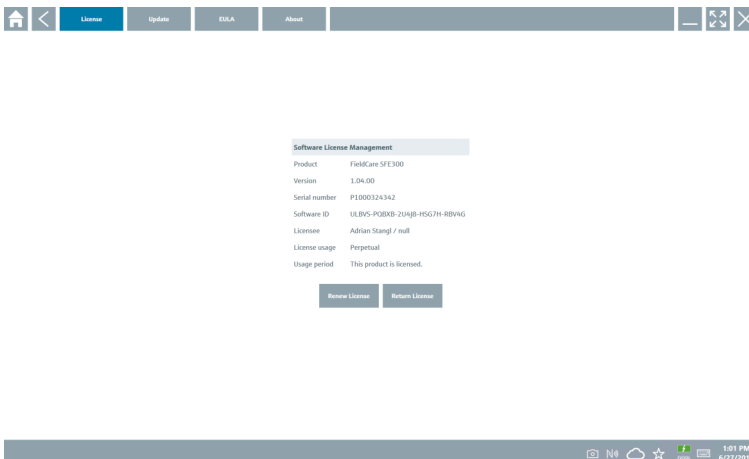 License Update EULA About
Software License Management
Product FieldCare SFE300
Version 1.04.00
Serial number P1000324342
Software ID ULBVS-PQBXB-2U4J8-HSG7H-RBV4G
Licensee Adrian Stangl / null
License usage Perpetual
Usage period This product is licensed.
Renew License Return License
1:01 PM